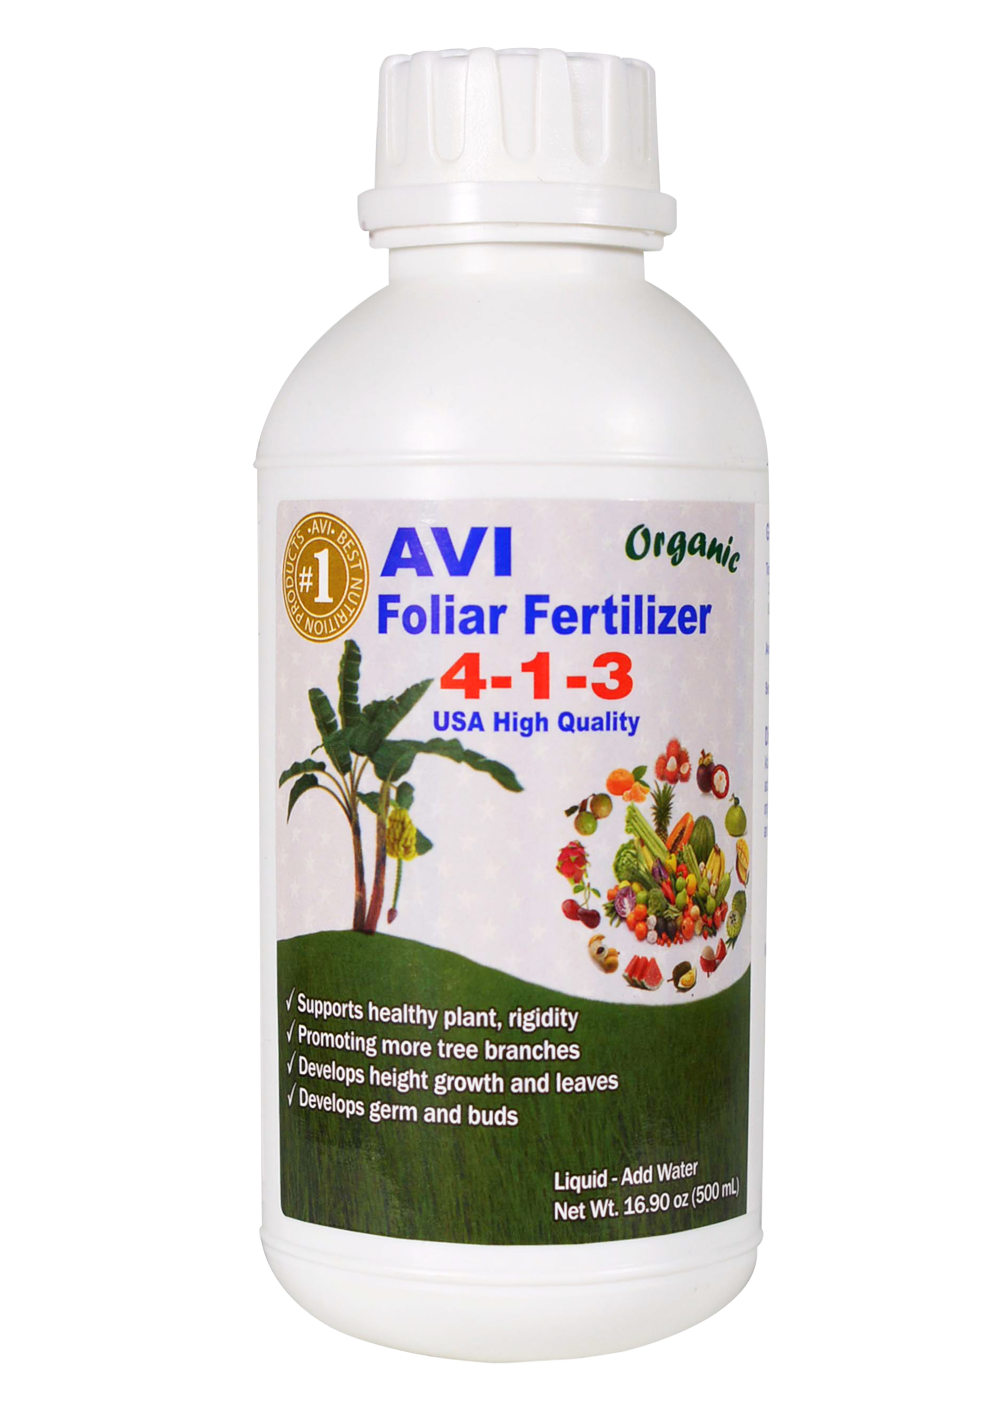 •AVI• BEST NUTRITION PRODUCTS
#1
AVI
Organic
Foliar Fertilizer
4-1-3
USA High Quality
✓ Supports healthy plant, rigidity
✓ Promoting more tree branches
✓ Develops height growth and leaves
✓ Develops germ and buds
Liquid - Add Water
Net Wt. 16.90 oz (500 mL)